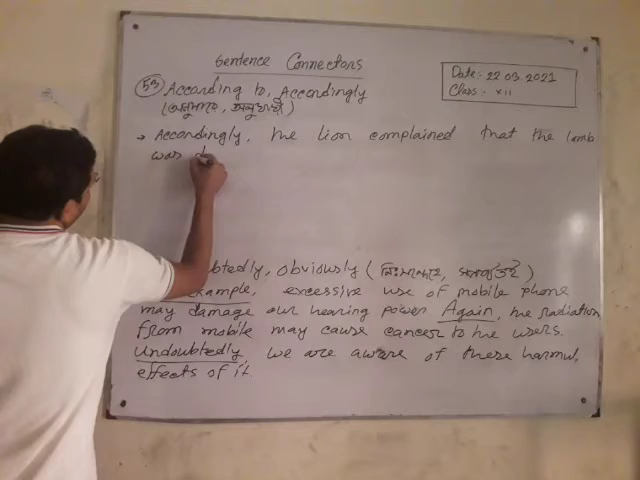 Sentence Connectors
Date:- 22.03.2021
Class:- XII
53 According to, Accordingly
(অনুসারে, অনুযায়ী)
→ Accordingly, the lion complained that the lamb
was
btedly, obviously (নিঃসন্দেহে,
example, excessive use of mobile phone
may damage our hearing power Again, the radiation
from mobile may cause cancer to the users.
Undoubtedly, we are aware of these harmful
effects of it